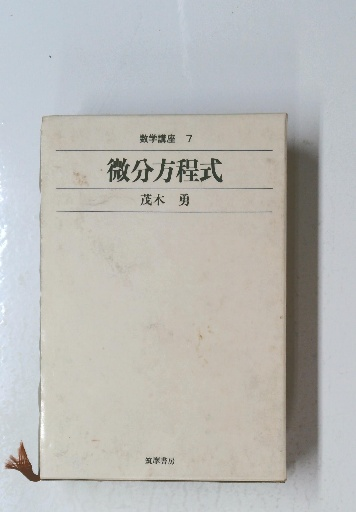 数学講座 7
微分方程式
茂木 勇
筑摩書房